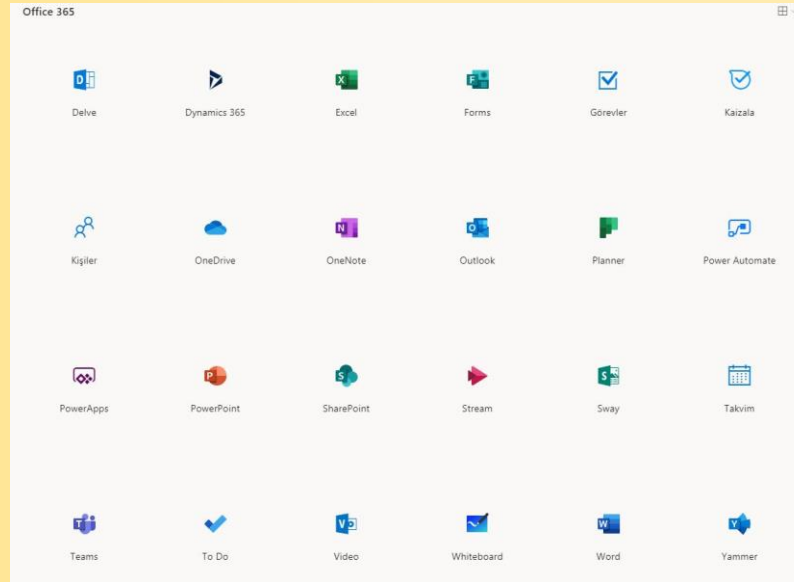 Office 365
Delve Dynamics 365 Excel Forms Görevler Kaizala
Kişiler OneDrive OneNote Outlook Planner Power Automate
PowerApps PowerPoint SharePoint Stream Sway Takvim
Teams To Do Video Whiteboard Word Yammer